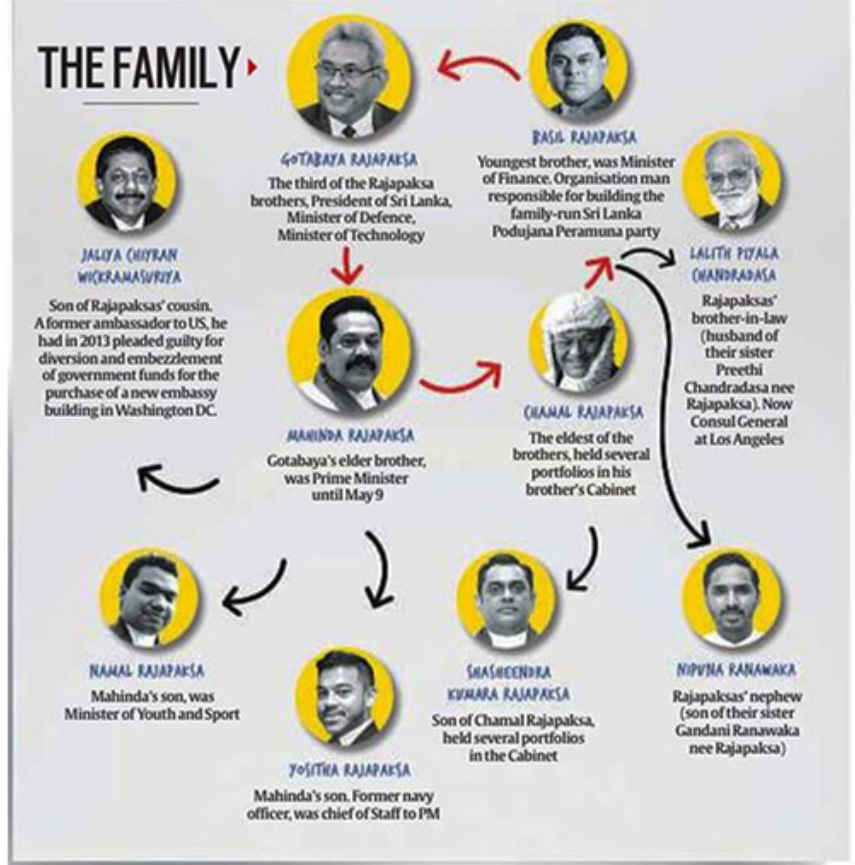 THE FAMILY
GOTABAYA RAJAPAKSA
The third of the Rajapaksa
brothers, President of Sri Lanka,
Minister of Defence,
Minister of Technology
BASIL RAJAPAKSA
Youngest brother, was Minister
of Finance. Organisation man
responsible for building the
family-run Sri Lanka
Podujana Peramuna party
JALIYA CHITRAN
WICKRAMASURIYA
Son of Rajapaksas' cousin.
A former ambassador to US, he
had in 2013 pleaded guilty for
diversion and embezzlement
of government funds for the
purchase of a new embassy
building in Washington DC.
LALITH PIYALA
CHANDRADASA
Rajapaksas'
brother-in-law
(husband of
their sister
Preethi
Chandradasa nee
Rajapaksa). Now
Consul General
at Los Angeles
MAHINDA RAJAPAKSA
Gotabaya's elder brother,
was Prime Minister
until May 9
CHAMAL RAJAPAKSA
The eldest of the
brothers, held several
portfolios in his
brother's Cabinet
NAMAL RAJAPAKSA
Mahinda's son, was
Minister of Youth and Sport
YOSITHA RAJAPAKSA
Mahinda's son. Former navy
officer, was chief of Staff to PM
SHASHEENDRA
KUMARA RAJAPAKSA
Son of Chamal Rajapaksa,
held several portfolios
in the Cabinet
NIPUNA RANAWAKA
Rajapaksas' nephew
(son of their sister
Gandani Ranawaka
nee Rajapaksa)